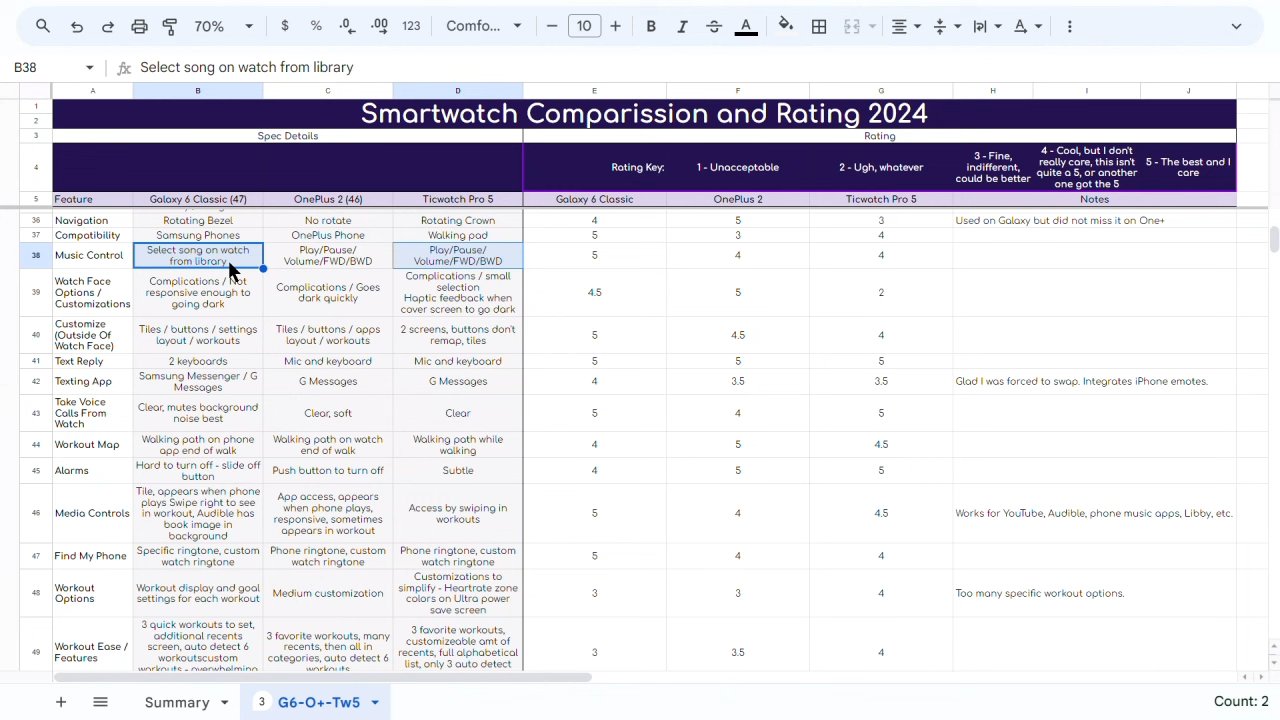 70%
$ % .0 .00 123 Comfo... 10 B I A
B38 fx Select song on watch from library
A B C D E F G H I J
1 Smartwatch Comparission and Rating 2024
2
3 Spec Details Rating
4 Rating Key: 1 - Unacceptable 2 - Ugh, whatever 3 - Fine, indifferent, could be better 4 - Cool, but I don't really care, this isn't quite a 5, or another one got the 5 5 - The best and I care
5 Feature Galaxy 6 Classic (47) OnePlus 2 (46) Ticwatch Pro 5 Galaxy 6 Classic OnePlus 2 Ticwatch Pro 5 Notes
36 Navigation Rotating Bezel No rotate Rotating Crown 4 5 3 Used on Galaxy but did not miss it on One+
37 Compatibility Samsung Phones OnePlus Phone Walking pad 5 3 4
38 Music Control Select song on watch from library Play/Pause/ Volume/FWD/BWD Play/Pause/ Volume/FWD/BWD 5 4 4
39 Watch Face Options / Customizations Complications / Not responsive enough to going dark Complications / Goes dark quickly Complications / small selection Haptic feedback when cover screen to go dark 4.5 5 2
40 Customize (Outside Of Watch Face) Tiles / buttons / settings layout / workouts Tiles / buttons / apps layout / workouts 2 screens, buttons don't remap, tiles 5 4.5 4
41 Text Reply 2 keyboards Mic and keyboard Mic and keyboard 5 5 5
42 Texting App Samsung Messenger / G Messages G Messages G Messages 4 3.5 3.5 Glad I was forced to swap. Integrates iPhone emotes.
43 Take Voice Calls From Watch Clear, mutes background noise best Clear, soft Clear 5 4 5
44 Workout Map Walking path on phone app end of walk Walking path on watch end of walk Walking path while walking 4 5 4.5
45 Alarms Hard to turn off - slide off button Push button to turn off Subtle 4 5 5
46 Media Controls Tile, appears when phone plays Swipe right to see in workout, Audible has book image in background App access, appears when phone plays, responsive, sometimes appears in workout Access by swiping in workouts 5 4 4.5 Works for YouTube, Audible, phone music apps, Libby, etc.
47 Find My Phone Specific ringtone, custom watch ringtone Phone ringtone, custom watch ringtone Phone ringtone, custom watch ringtone 5 4 4
48 Workout Options Workout display and goal settings for each workout Medium customization Customizations to simplify - Heartrate zone colors on Ultra power save screen 3 3 4 Too many specific workout options.
49 Workout Ease / Features 3 quick workouts to set, additional recents screen, auto detect 6 workoutscustom workouts - overwhelming 3 favorite workouts, many recents, then all in categories, auto detect 6 workouts 3 favorite workouts, customizeable amt of recents, full alphabetical list, only 3 auto detect 3 3.5 4
Summary 3 G6-O+-Tw5 Count: 2